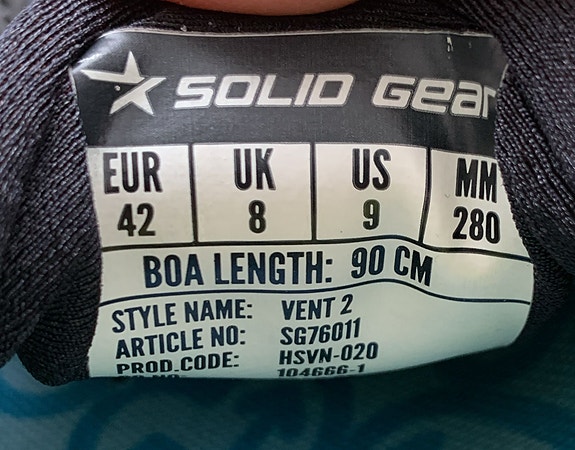 SOLID GEAR
EUR UK US MM
42 8 9 280
BOA LENGTH: 90 CM
STYLE NAME: VENT 2
ARTICLE NO: SG76011
PROD.CODE: HSVN-020
104666-1